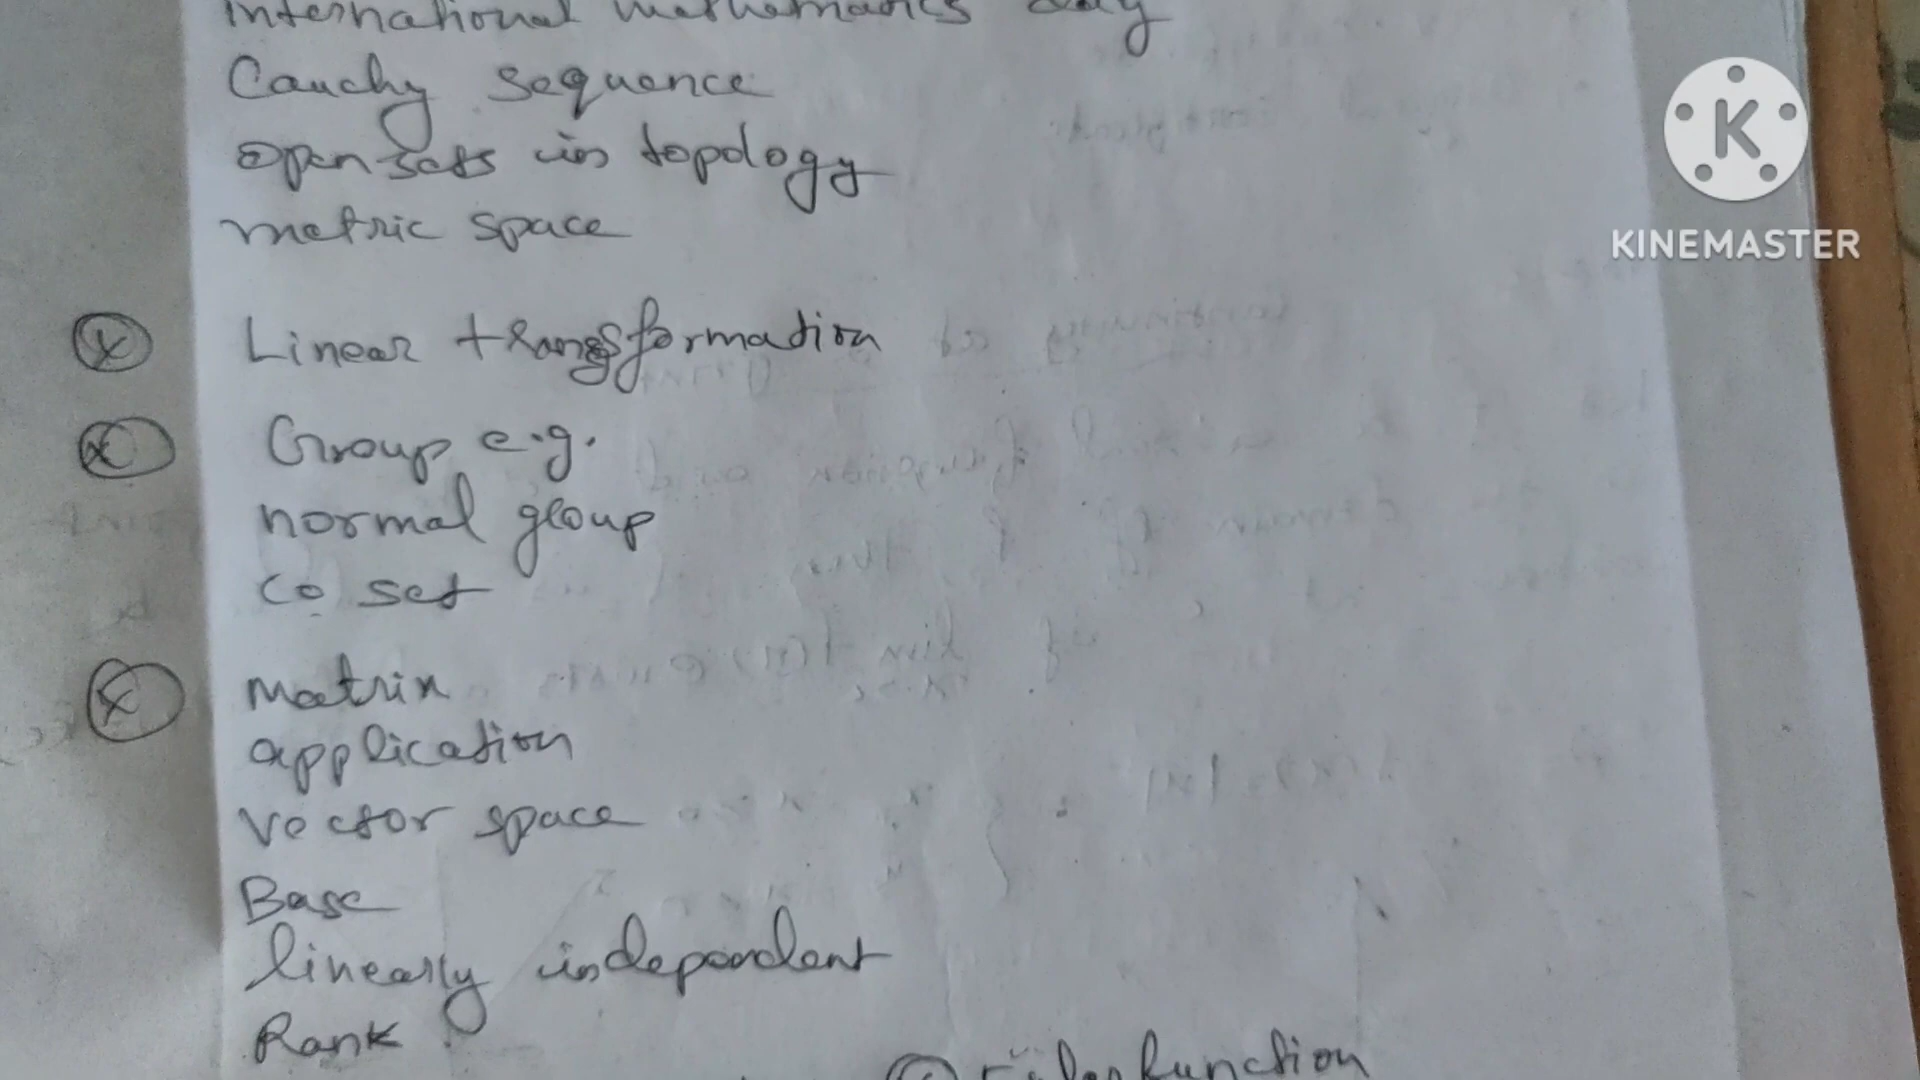 International mathematics day
Cauchy sequence
open sets in topology
metric space
KINEMASTER
Linear transformation
Group e.g.
normal group
co set
Matrix
application
Vector space
Base
linearly independent
Rank
function